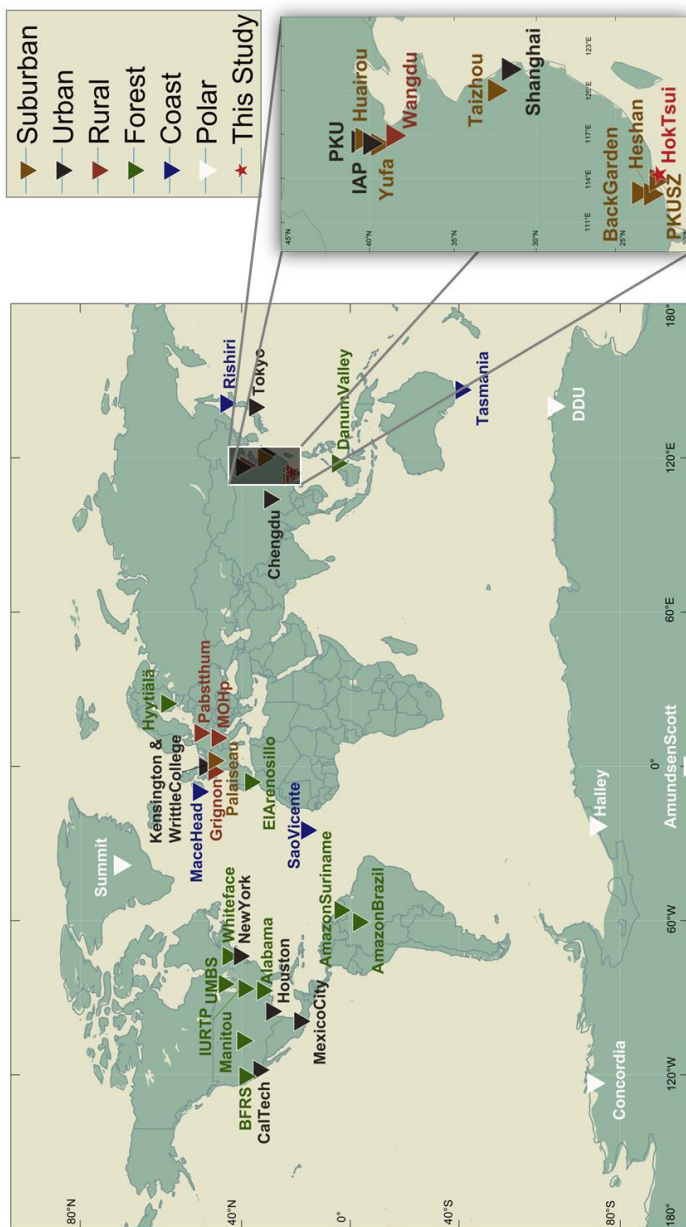 Suburban
Urban
Rural
Forest
Coast
Polar
This Study
45°N
40°N
35°N
30°N
25°N
111°E
114°E
117°E
120°E
123°E
PKU
Huairou
IAP
Yufa
Wangdu
Taizhou
Shanghai
BackGarden
Heshan
HokTsui
PKUSZ
80°N
40°N
0°
40°S
80°S
180°
120°W
60°W
0°
60°E
120°E
180°
Summit
Hyytiälä
Kensington &
WrittleCollege
Pabstthum
MOHp
MaceHead
Grignon
Palaiseau
ElArenosillo
SaoVicente
Rishiri
Tokyo
Chengdu
DanumValley
Tasmania
Whiteface
NewYork
IURTP
UMBS
Manitou
Alabama
Houston
BFRS
CalTech
MexicoCity
AmazonSuriname
AmazonBrazil
DDU
Halley
Concordia
AmundsenScott